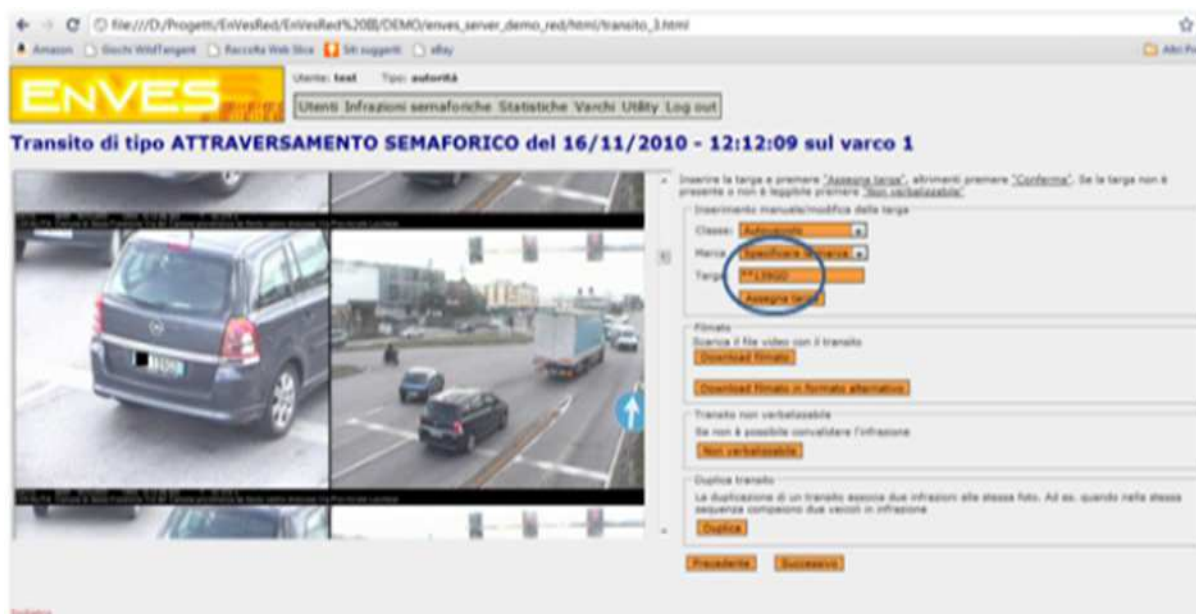 file:///D:/Progetti/EnVesRed/EnVesRed%20III/DEMO/enves_server_demo_red/html/transito_3.html
Amazon Giochi WildTangent Raccolta Web Slice Siti suggeriti eBay
ENVES
Utente: test Tipo: autorità
Utenti Infrazioni semaforiche Statistiche Varchi Utility Log out
Transito di tipo ATTRAVERSAMENTO SEMAFORICO del 16/11/2010 - 12:12:09 sul varco 1
Inserire la targa e premere "Assegna targa", altrimenti premere "Conferma". Se la targa non è
presente o non è leggibile premere "Non verbalizzabile"
Inserimento manuale/modifica della targa
Classe: Autoveicolo
Marca Specificare la marca
Targa
Assegna targa
Filmato
Scarica il file video con il transito
Download filmato
Download filmato in formato alternativo
Transito non verbalizzabile
Se non è possibile convalidare l'infrazione
Non verbalizzabile
Duplica transito
La duplicazione di un transito associa due infrazioni alla stessa foto. Ad es. quando nella stessa
sequenza compaiono due veicoli in infrazione
Duplica
Precedente Successivo